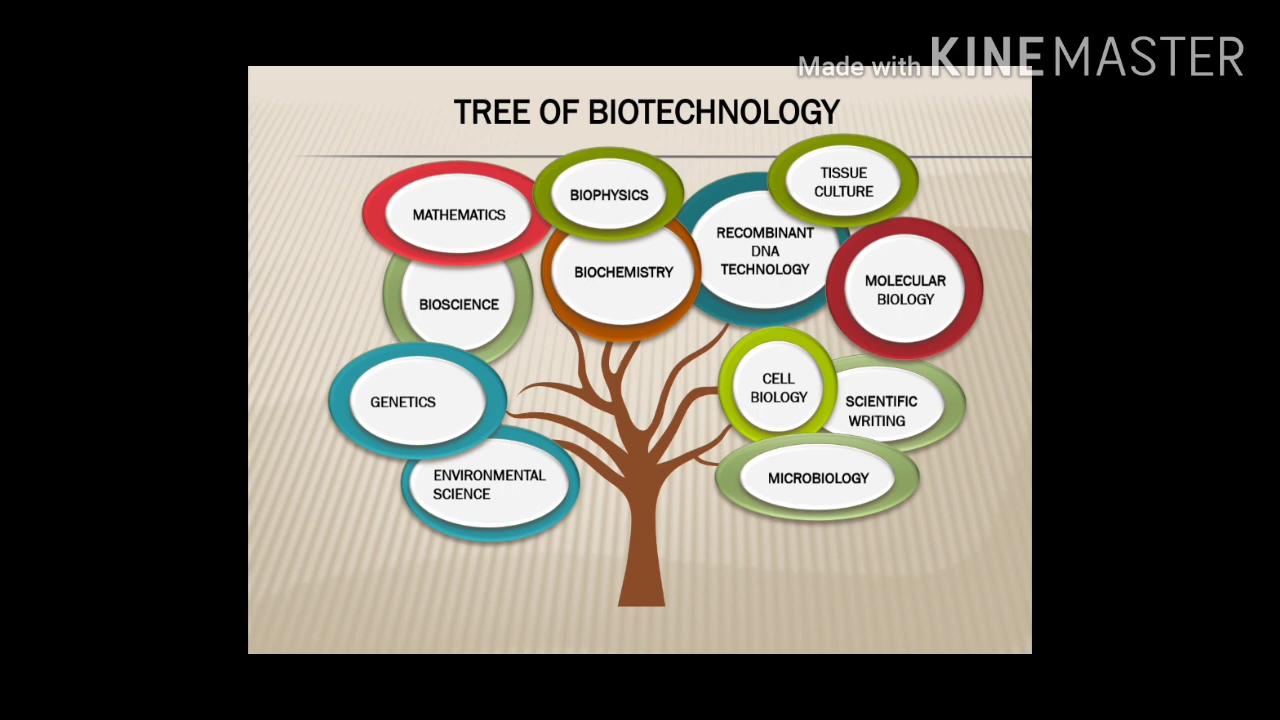 Made with KINEMASTER
TREE OF BIOTECHNOLOGY
MATHEMATICS
BIOPHYSICS
TISSUE
CULTURE
BIOSCIENCE
BIOCHEMISTRY
RECOMBINANT
DNA
TECHNOLOGY
MOLECULAR
BIOLOGY
GENETICS
CELL
BIOLOGY
SCIENTIFIC
WRITING
ENVIRONMENTAL
SCIENCE
MICROBIOLOGY